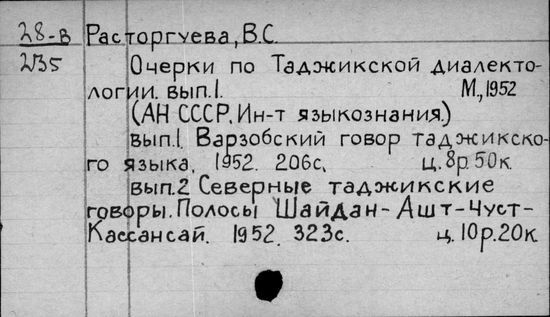 28-в Расторгуева, В.С.
2135 Очерки по Таджикской диалекто-
логии. вып.1. М., 1952
(АН СССР. Ин-т языкознания.)
вып.1. Варзобский говор таджикско-
го языка. 1952. 206с. ц. 8р. 50к.
вып.2 Северные таджикские
говоры. Полосы Шайдан-Ашт-Чуст-
Кассансай. 1952. 323с. ц. 10р. 20к